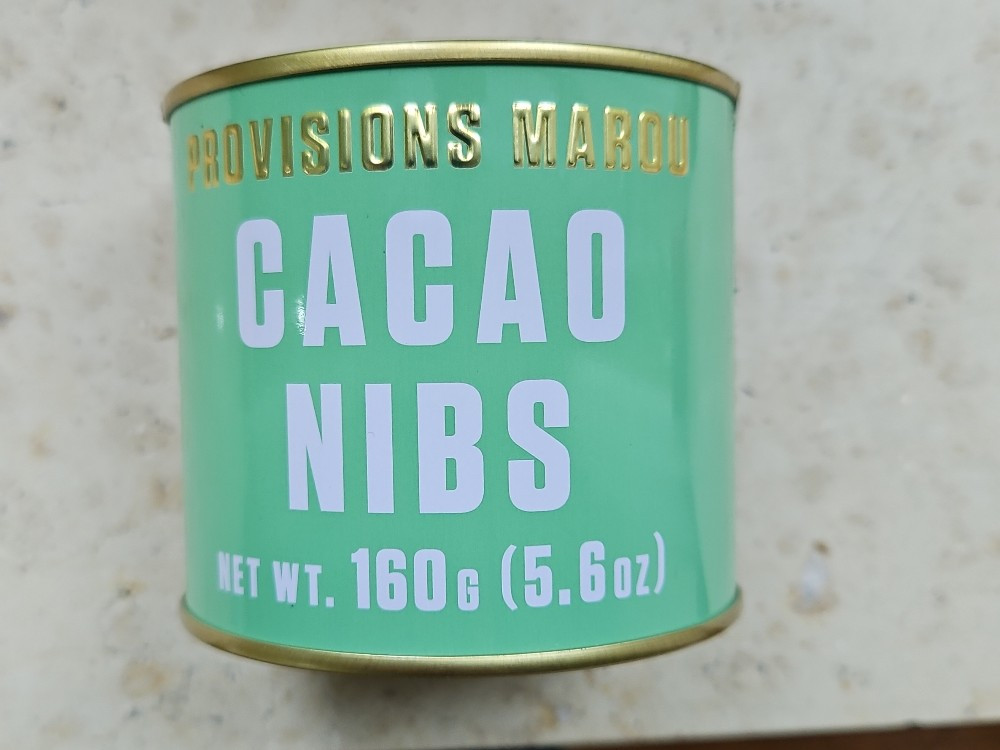 PROVISIONS MAROU
CACAO
NIBS
NET WT. 160G (5.6OZ)